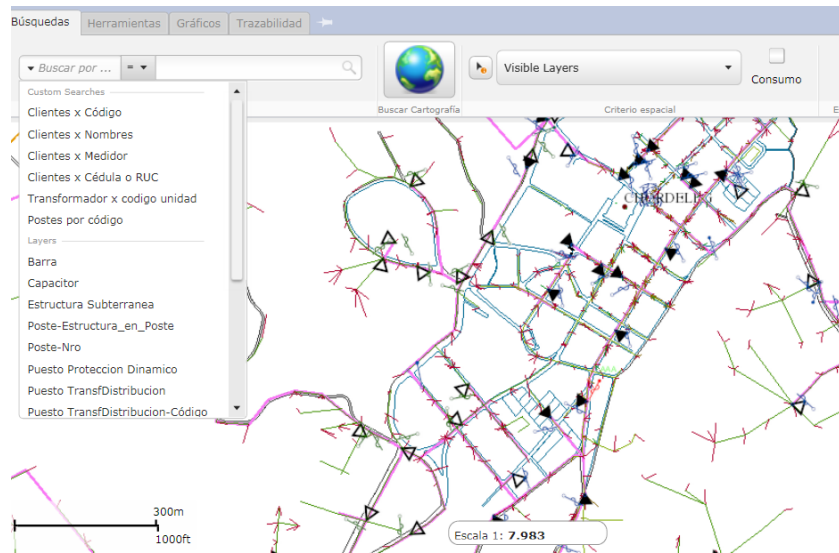 Búsquedas Herramientas Gráficos Trazabilidad
Buscar por ... = Visible Layers
Consumo
Buscar Cartografía Criterio espacial E
Custom Searches
Clientes x Código
Clientes x Nombres
Clientes x Medidor
Clientes x Cédula o RUC
Transformador x codigo unidad
Postes por código
Layers
Barra
Capacitor
Estructura Subterranea
Poste-Estructura_en_Poste
Poste-Nro
Puesto Proteccion Dinamico
Puesto TransfDistribucion
Puesto TransfDistribucion-Código
300m
1000ft
Escala 1: 7.983